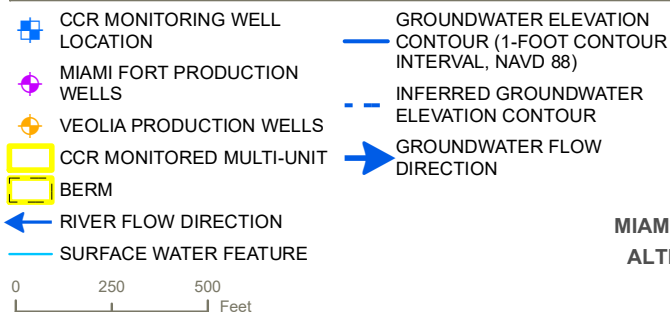 CCR MONITORING WELL
LOCATION
MIAMI FORT PRODUCTION
WELLS
VEOLIA PRODUCTION WELLS
CCR MONITORED MULTI-UNIT
BERM
RIVER FLOW DIRECTION
SURFACE WATER FEATURE
GROUNDWATER ELEVATION
CONTOUR (1-FOOT CONTOUR
INTERVAL, NAVD 88)
INFERRED GROUNDWATER
ELEVATION CONTOUR
GROUNDWATER FLOW
DIRECTION
0 250 500
Feet
MIAM
ALT